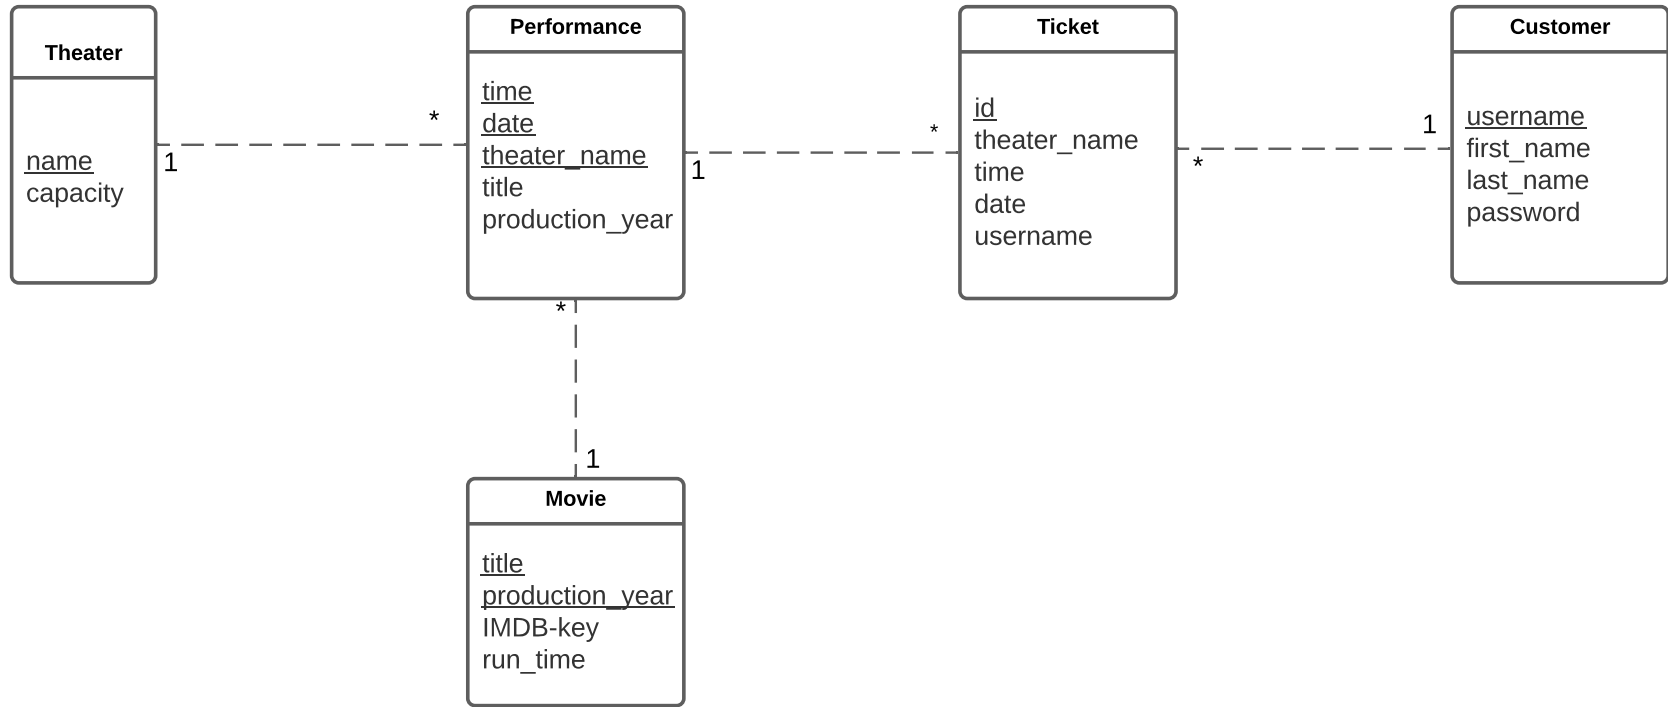 Theater
name
capacity
*
1
Performance
time
date
theater_name
title
production_year
*
1
Ticket
id
theater_name
time
date
username
1
*
Customer
username
first_name
last_name
password
*
1
Movie
title
production_year
IMDB-key
run_time